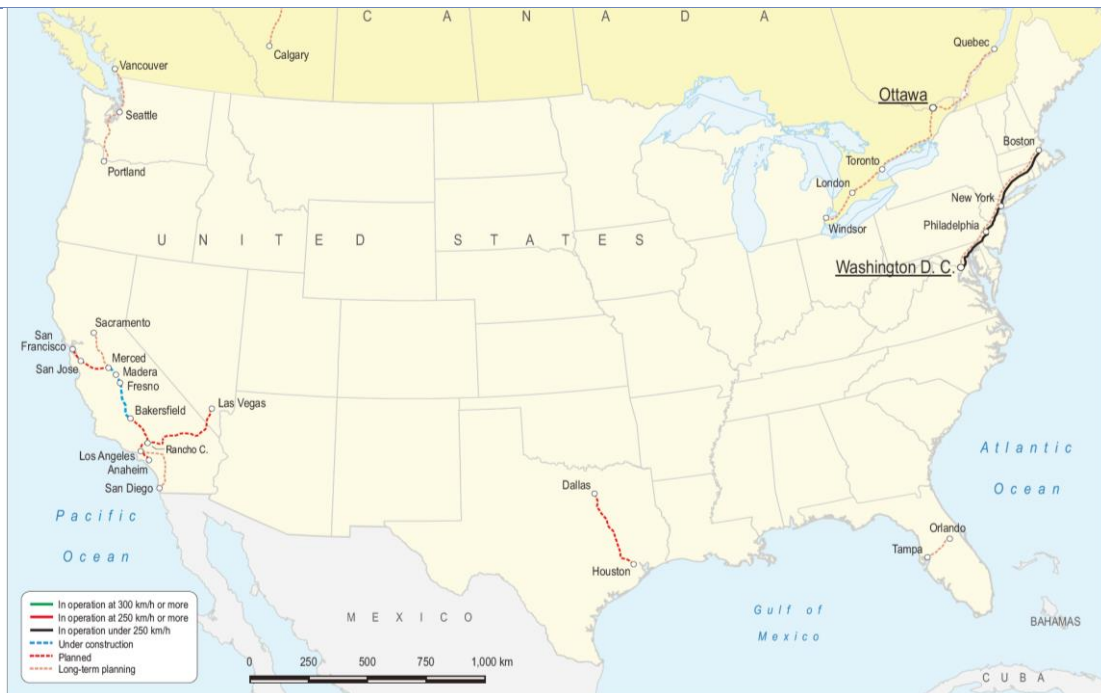 C A N A D A
Calgary
Vancouver
Seattle
Portland
Quebec
Ottawa
Toronto
London
Windsor
Boston
New York
Philadelphia
Washington D. C.
U N I T E D S T A T E S
Sacramento
San
Francisco
San Jose
Merced
Madera
Fresno
Bakersfield
Las Vegas
Rancho C.
Los Angeles
Anaheim
San Diego
Dallas
Houston
Orlando
Tampa
Pacific
Ocean
Atlantic
Ocean
Gulf of
Mexico
M E X I C O
BAHAMAS
C U B A
In operation at 300 km/h or more
In operation at 250 km/h or more
In operation under 250 km/h
Under construction
Planned
Long-term planning
0 250 500 750 1,000 km